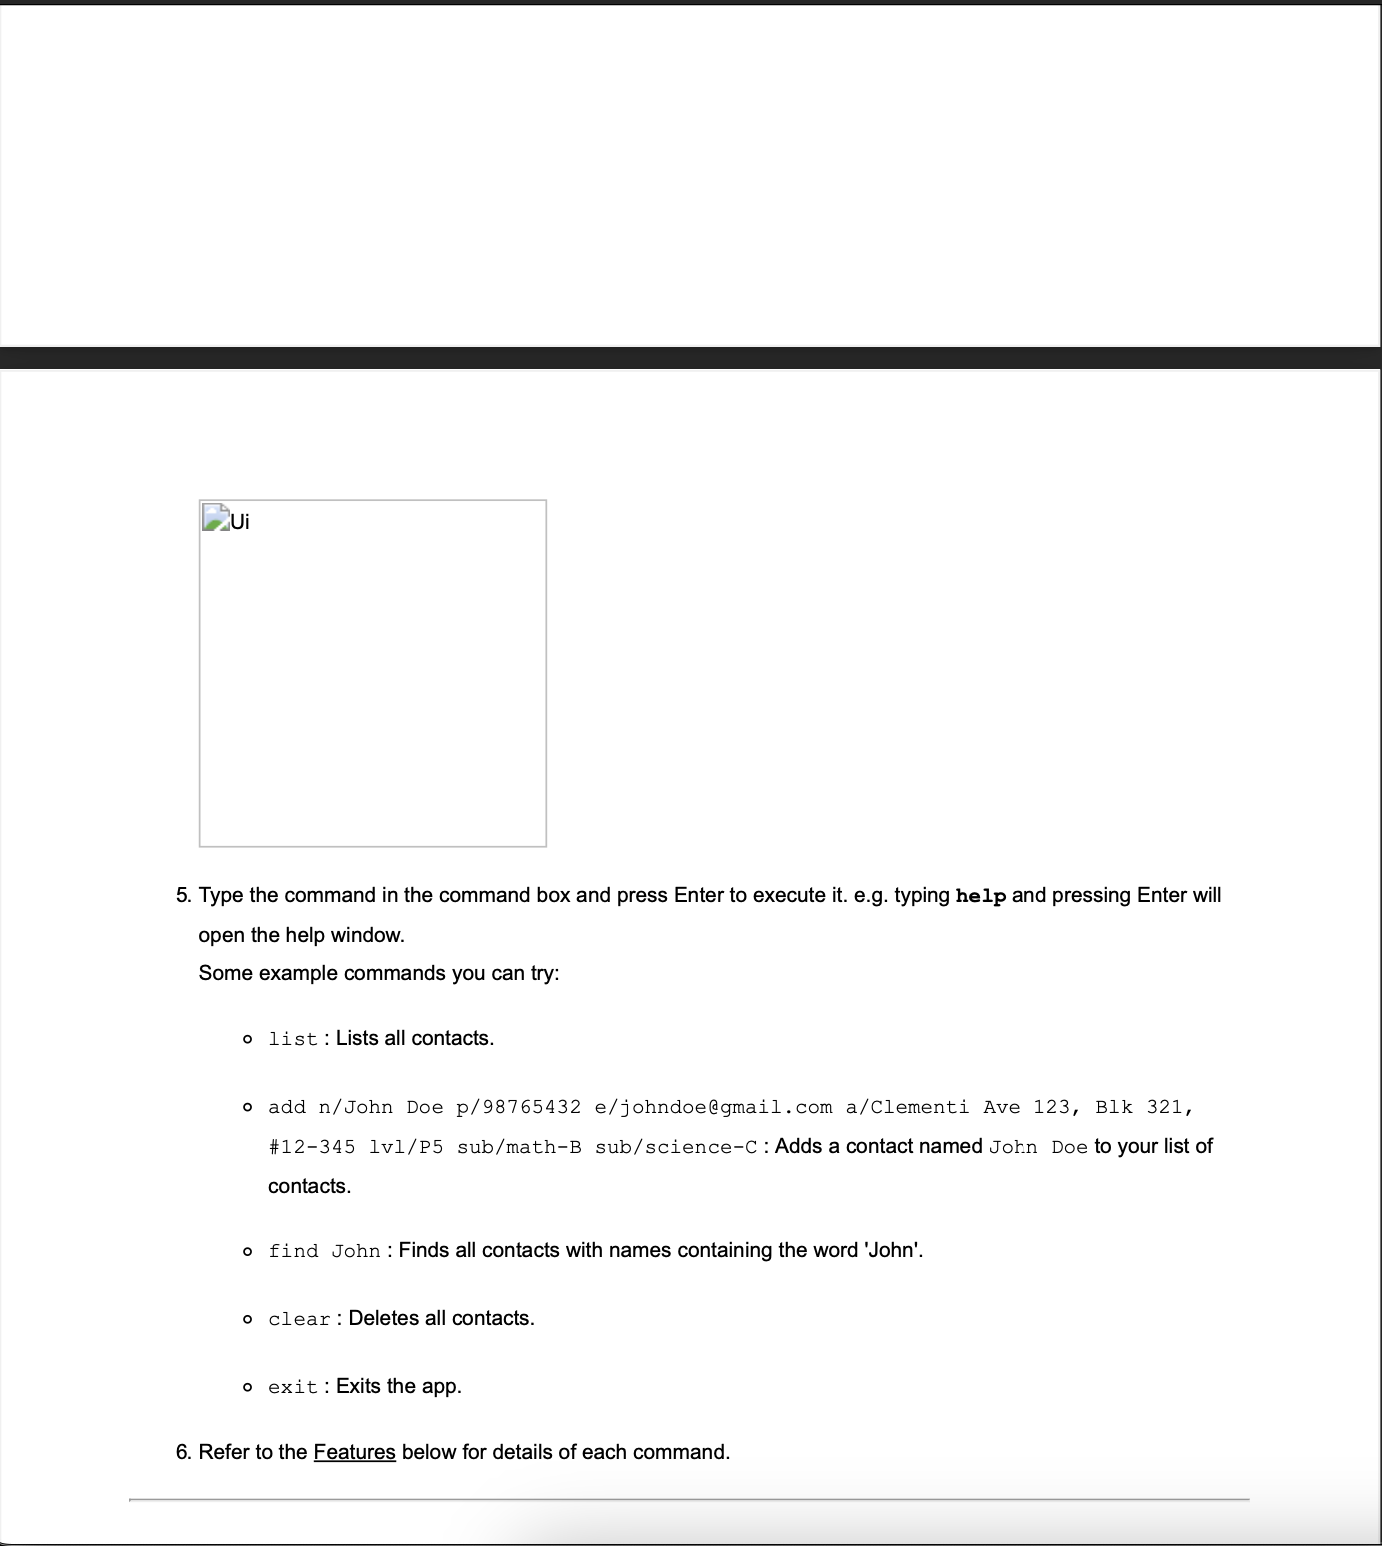 Ui
5. Type the command in the command box and press Enter to execute it. e.g. typing help and pressing Enter will
open the help window.
Some example commands you can try:
list : Lists all contacts.
add n/John Doe p/98765432 e/johndoe@gmail.com a/Clementi Ave 123, Blk 321,
#12-345 lvl/P5 sub/math-B sub/science-C : Adds a contact named John Doe to your list of
contacts.
find John : Finds all contacts with names containing the word 'John'.
clear : Deletes all contacts.
exit : Exits the app.
6. Refer to the Features below for details of each command.